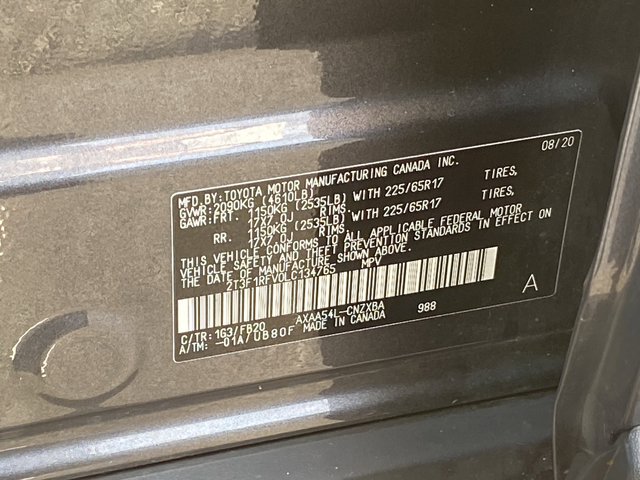 MFD.BY:TOYOTA MOTOR MANUFACTURING CANADA INC. 08/20
GVWR:2090KG (4610LB)
GAWR:FRT. 1150KG (2535LB) WITH 225/65R17 TIRES,
17X7.0J RIMS.
RR. 1150KG (2535LB) WITH 225/65R17 TIRES,
17X7.0J RIMS.
THIS VEHICLE CONFORMS TO ALL APPLICABLE FEDERAL MOTOR
VEHICLE SAFETY AND THEFT PREVENTION STANDARDS IN EFFECT
ON THE DATE OF MANUFACTURE SHOWN ABOVE.
2T3F1RFV0LC134765 MPV
A
C/TR:1G3/FB20 AXAA54L-CNZXBA 988
A/TM: -01A/UB80F MADE IN CANADA